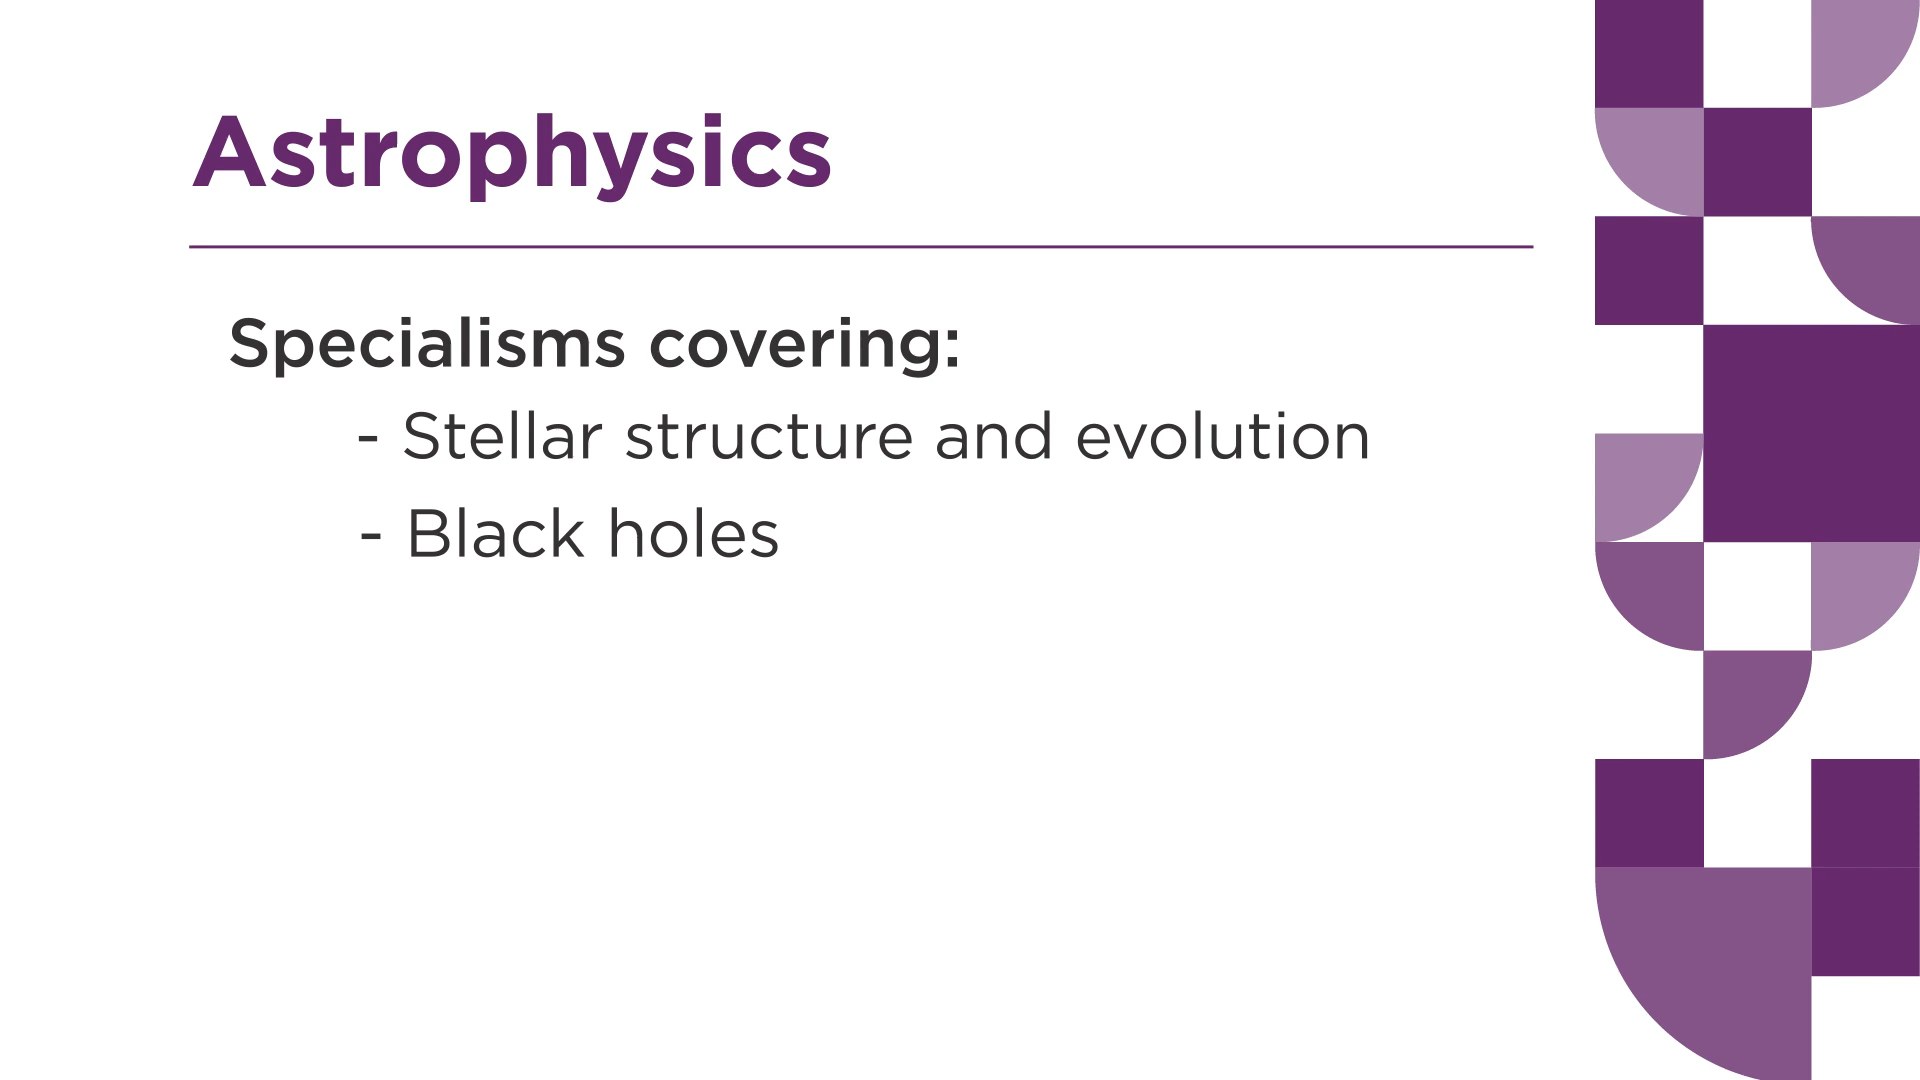 Astrophysics
Specialisms covering:
- Stellar structure and evolution
- Black holes